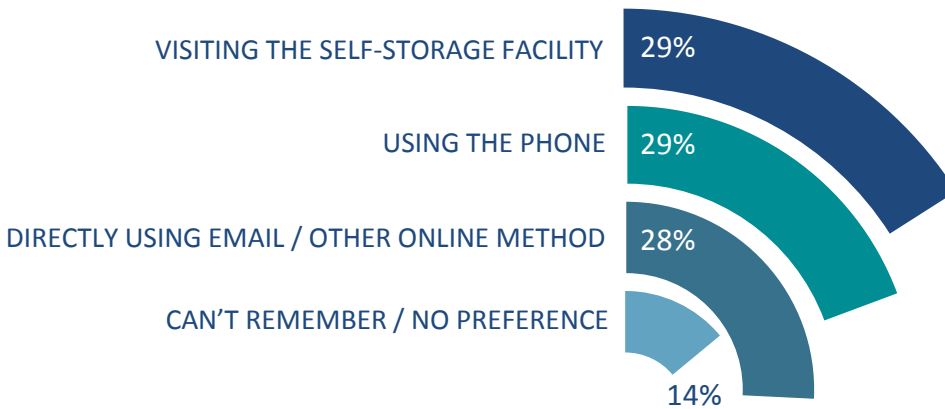 VISITING THE SELF-STORAGE FACILITY 29%
USING THE PHONE 29%
DIRECTLY USING EMAIL / OTHER ONLINE METHOD 28%
CAN’T REMEMBER / NO PREFERENCE
14%